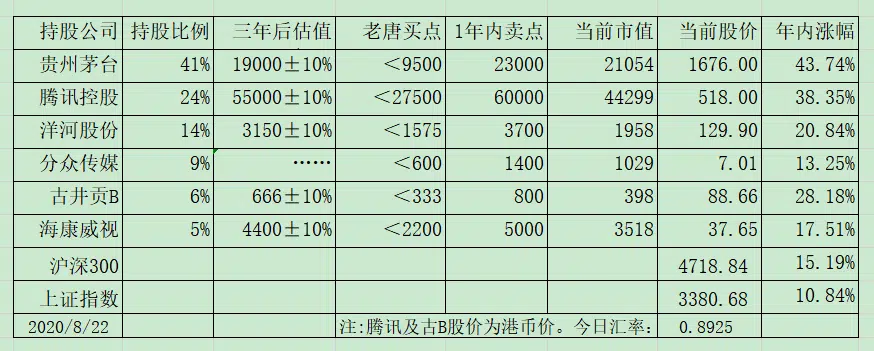 持股公司 持股比例 三年后估值 老唐买点 1年内卖点 当前市值 当前股价 年内涨幅
贵州茅台 41% 19000±10% <9500 23000 21054 1676.00 43.74%
腾讯控股 24% 55000±10% <27500 60000 44299 518.00 38.35%
洋河股份 14% 3150±10% <1575 3700 1958 129.90 20.84%
分众传媒 9% …… <600 1400 1029 7.01 13.25%
古井贡B 6% 666±10% <333 800 398 88.66 28.18%
海康威视 5% 4400±10% <2200 5000 3518 37.65 17.51%
沪深300 4718.84 15.19%
上证指数 3380.68 10.84%
2020/8/22 注:腾讯及古B股价为港币价。今日汇率: 0.8925